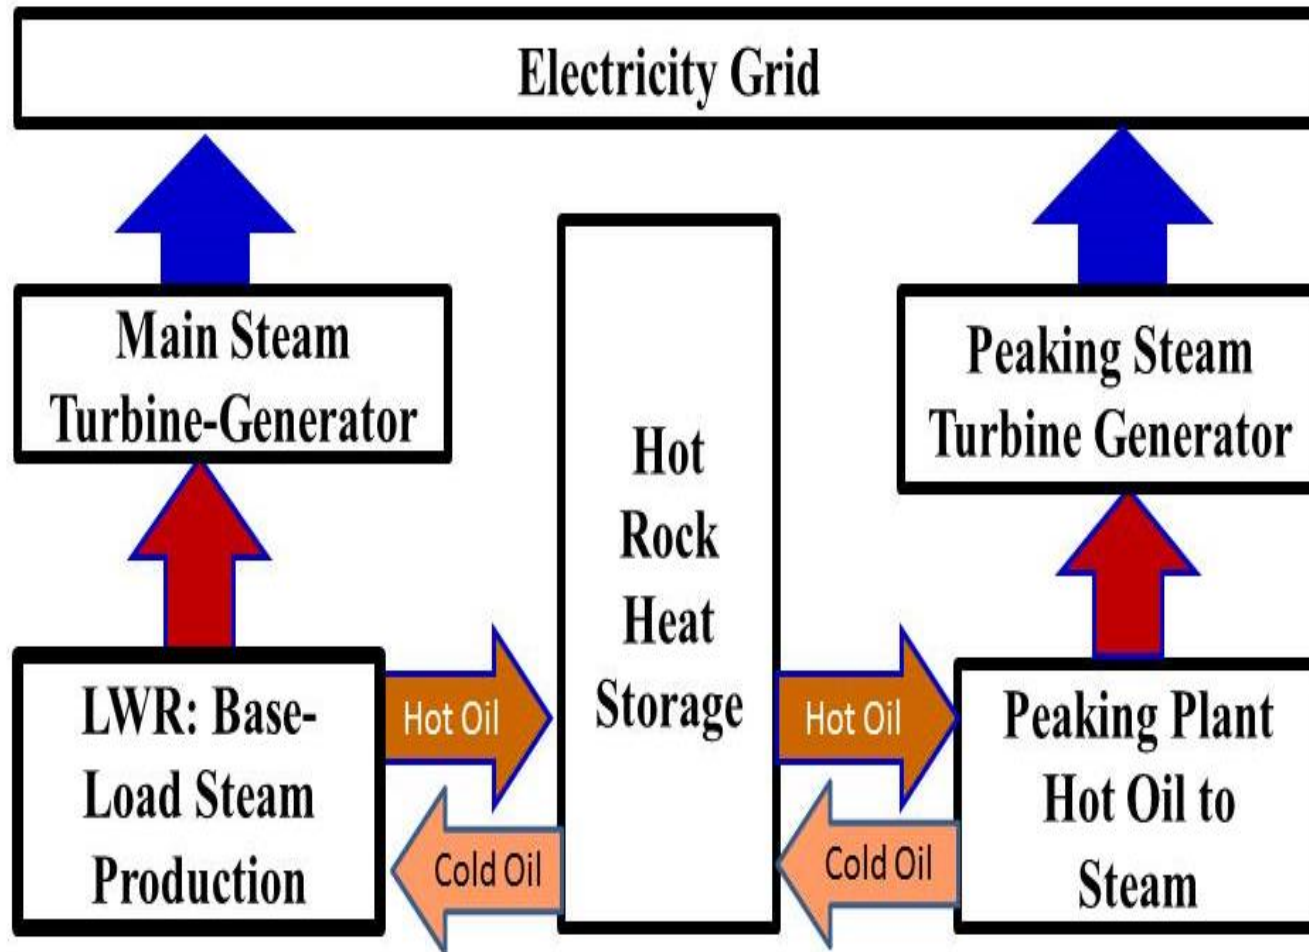 Electricity Grid
Main Steam
Turbine-Generator
Peaking Steam
Turbine Generator
Hot
Rock
Heat
Storage
LWR: Base-
Load Steam
Production
Hot Oil
Cold Oil
Hot Oil
Cold Oil
Peaking Plant
Hot Oil to
Steam